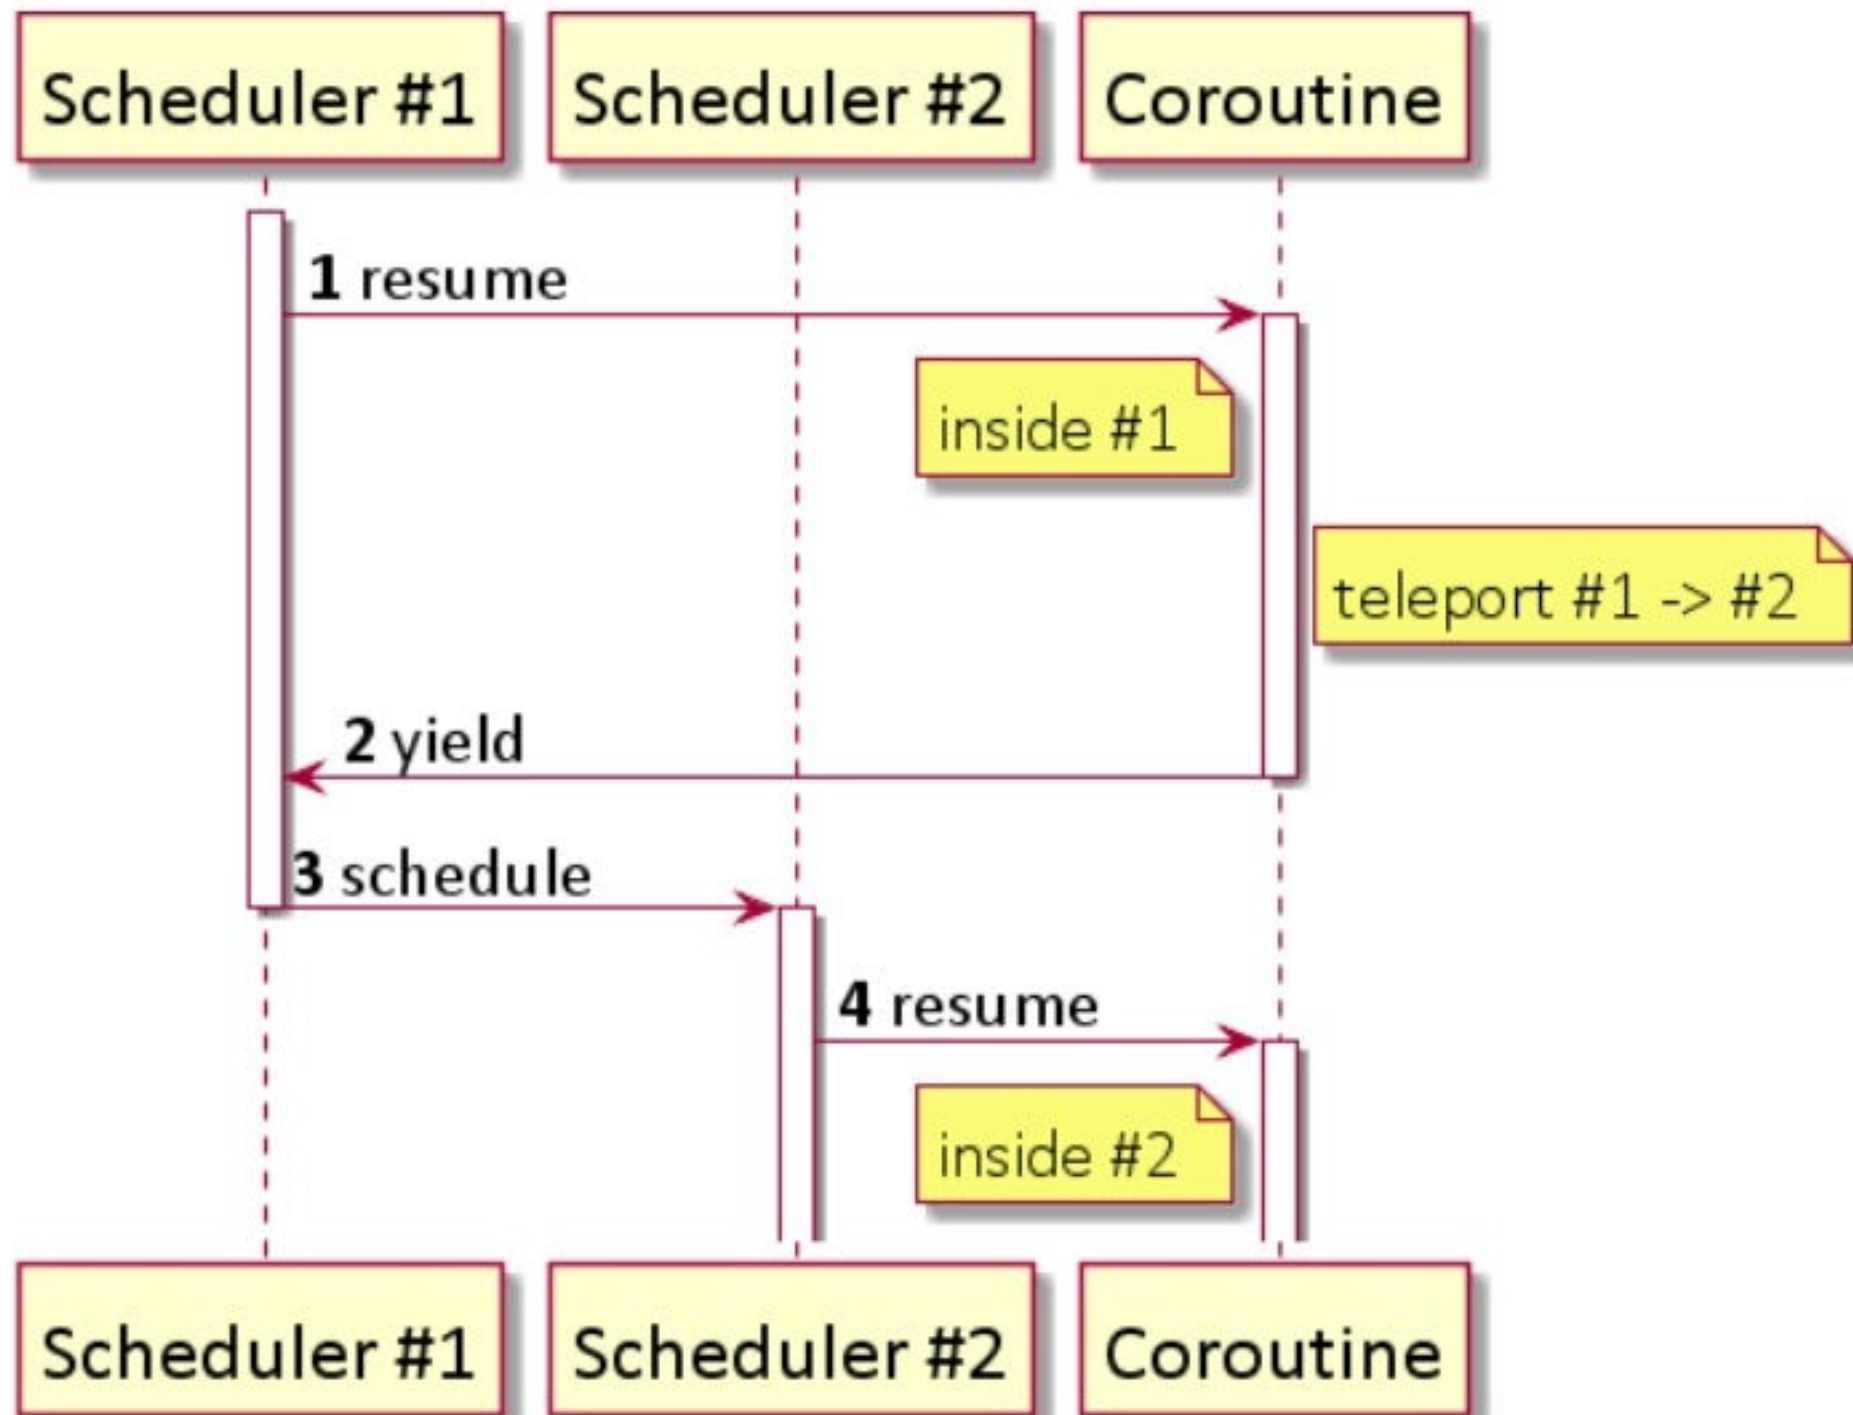 Scheduler #1
Scheduler #2
Coroutine
1 resume
inside #1
teleport #1 -> #2
2 yield
3 schedule
4 resume
inside #2
Scheduler #1
Scheduler #2
Coroutine